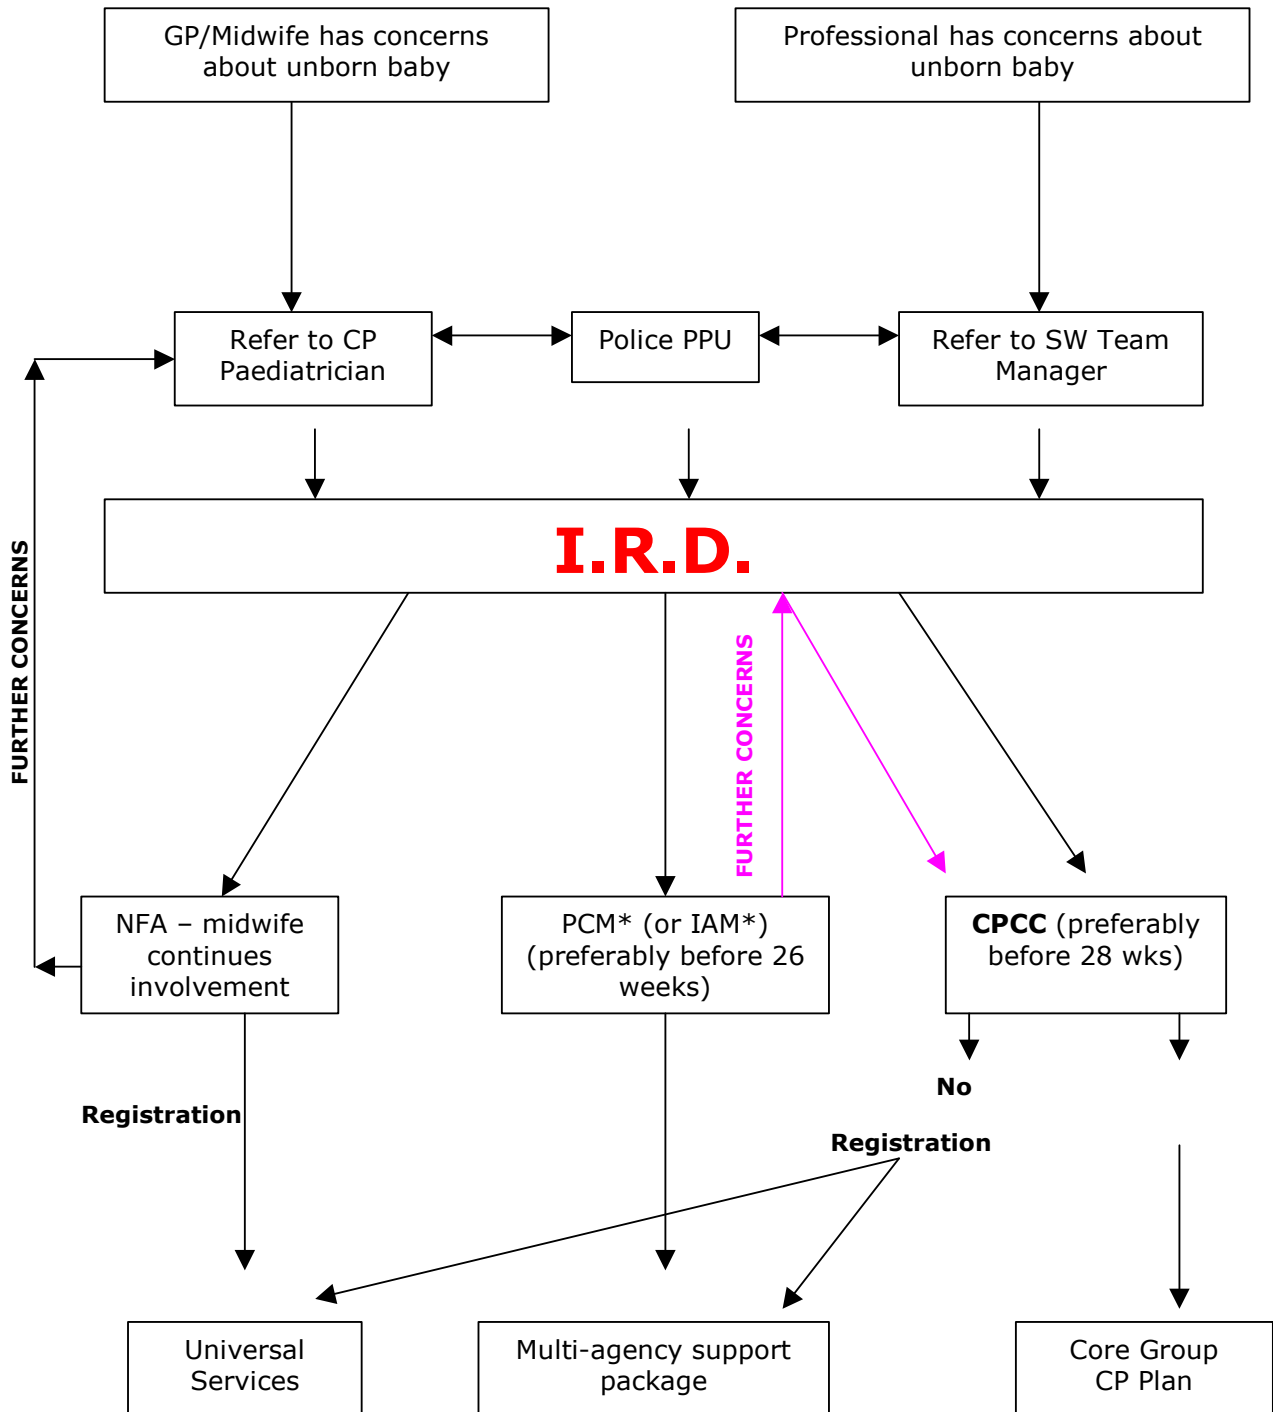 GP/Midwife has concerns
about unborn baby
Professional has concerns about
unborn baby
Refer to CP
Paediatrician
Police PPU
Refer to SW Team
Manager
I.R.D.
FURTHER CONCERNS
FURTHER CONCERNS
NFA – midwife
continues
involvement
PCM* (or IAM*)
(preferably before 26
weeks)
CPCC (preferably
before 28 wks)
No
Registration
Registration
Universal
Services
Multi-agency support
package
Core Group
CP Plan